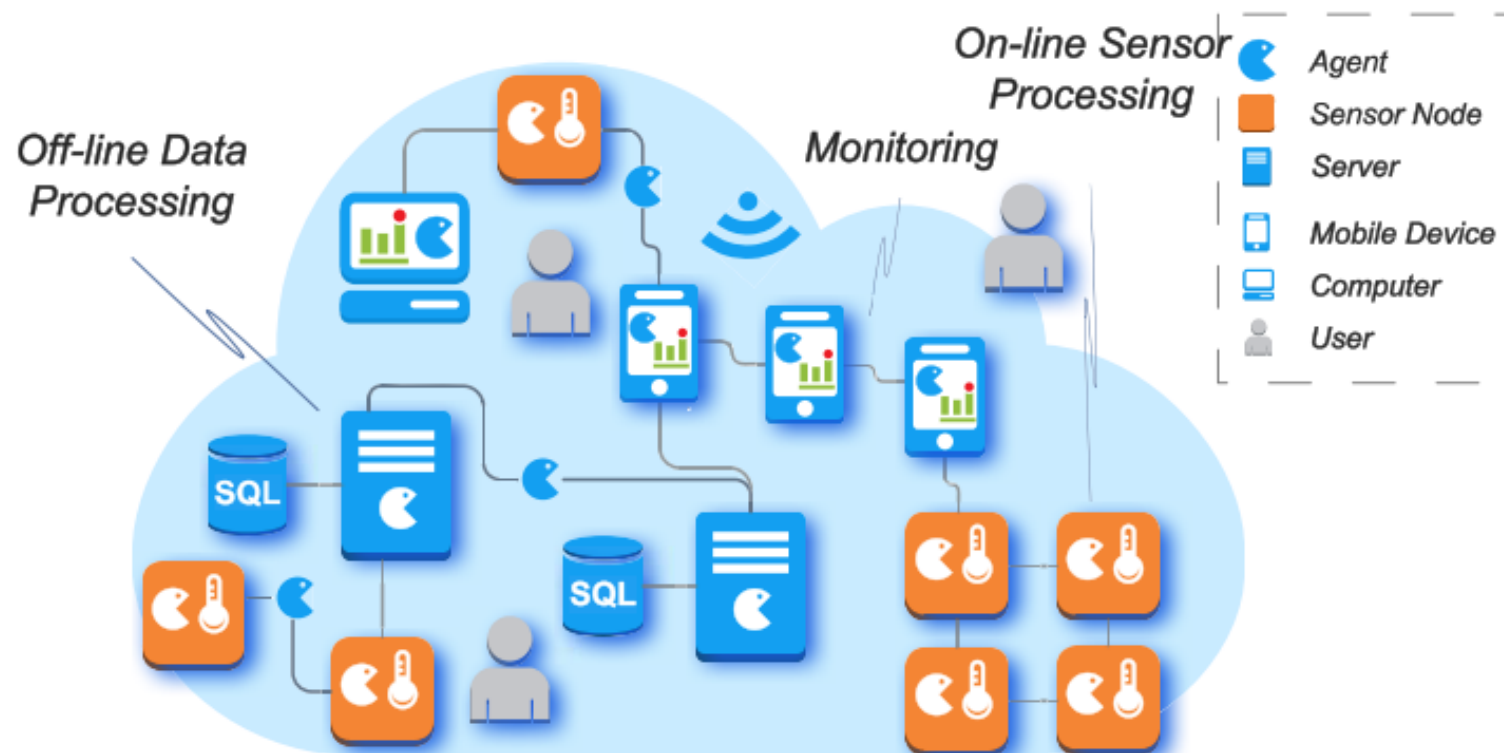 On-line Sensor
Processing
Monitoring
Off-line Data
Processing
Agent
Sensor Node
Server
Mobile Device
Computer
User
SQL
SQL